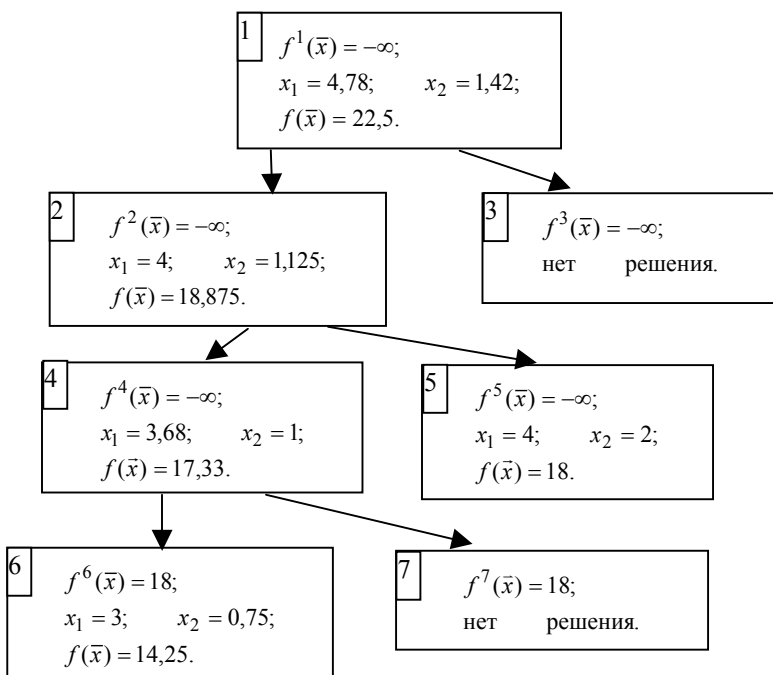 1
f¹(x̅) = −∞;
x₁ = 4,78; x₂ = 1,42;
f(x̅) = 22,5.
2
f²(x̅) = −∞;
x₁ = 4; x₂ = 1,125;
f(x̅) = 18,875.
3
f³(x̅) = −∞;
нет решения.
4
f⁴(x̅) = −∞;
x₁ = 3,68; x₂ = 1;
f(x̅) = 17,33.
5
f⁵(x̅) = −∞;
x₁ = 4; x₂ = 2;
f(x̅) = 18.
6
f⁶(x̅) = 18;
x₁ = 3; x₂ = 0,75;
f(x̅) = 14,25.
7
f⁷(x̅) = 18;
нет решения.